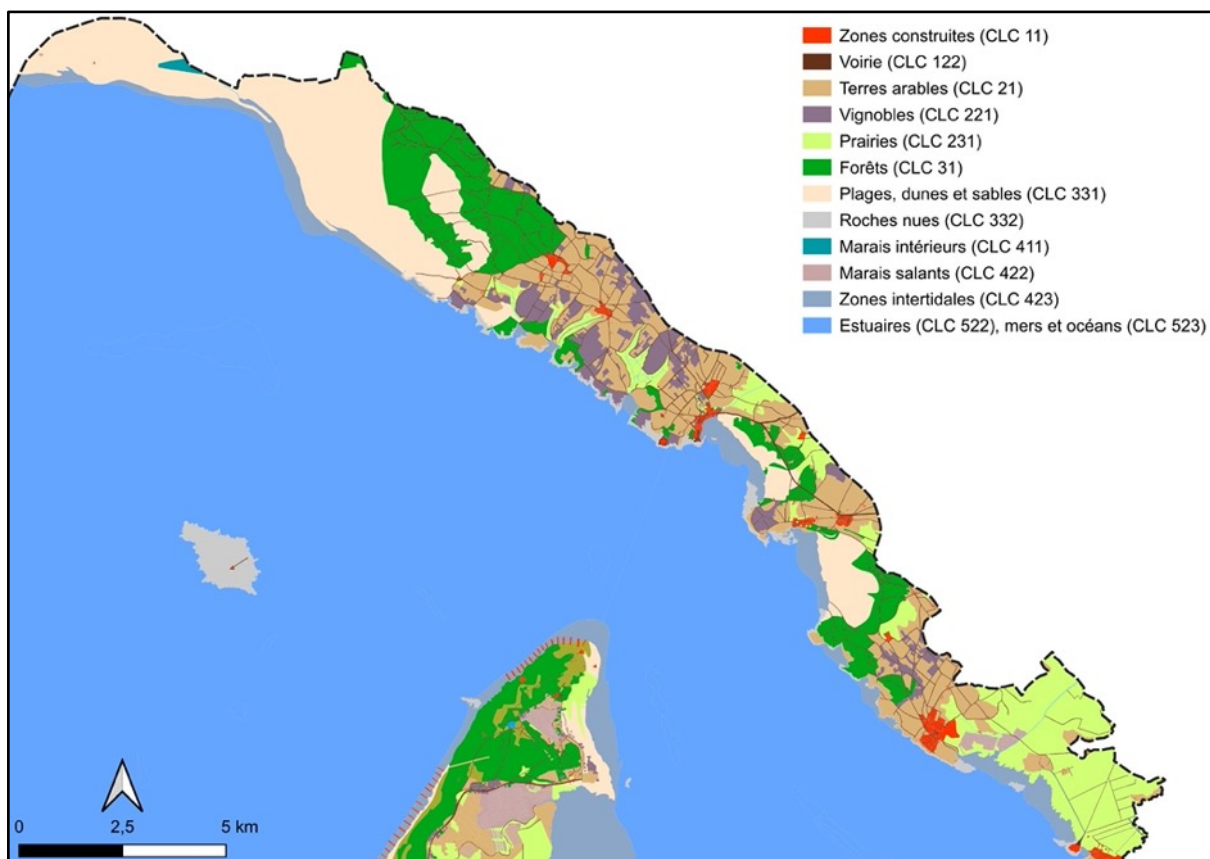 Zones construites (CLC 11)
Voirie (CLC 122)
Terres arables (CLC 21)
Vignobles (CLC 221)
Prairies (CLC 231)
Forêts (CLC 31)
Plages, dunes et sables (CLC 331)
Roches nues (CLC 332)
Marais intérieurs (CLC 411)
Marais salants (CLC 422)
Zones intertidales (CLC 423)
Estuaires (CLC 522), mers et océans (CLC 523)
0 2,5 5 km